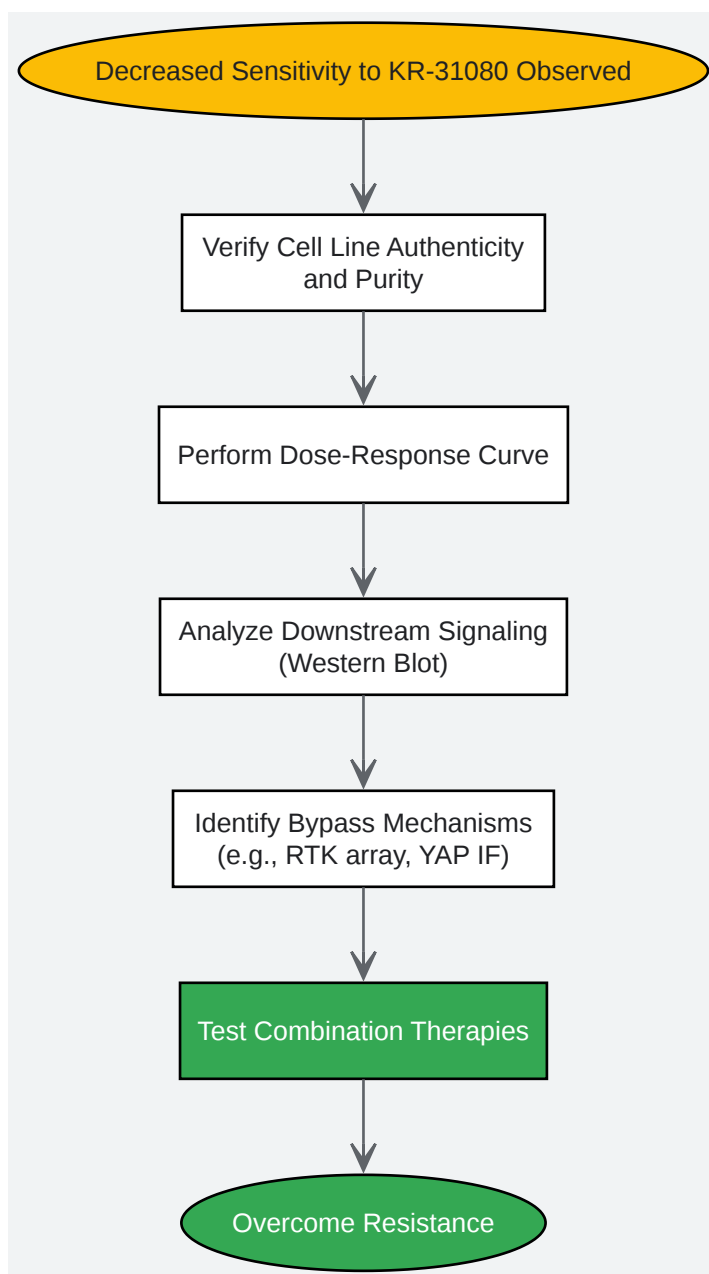 Decreased Sensitivity to KR-31080 Observed
Verify Cell Line Authenticity
and Purity
Perform Dose-Response Curve
Analyze Downstream Signaling
(Western Blot)
Identify Bypass Mechanisms
(e.g., RTK array, YAP IF)
Test Combination Therapies
Overcome Resistance